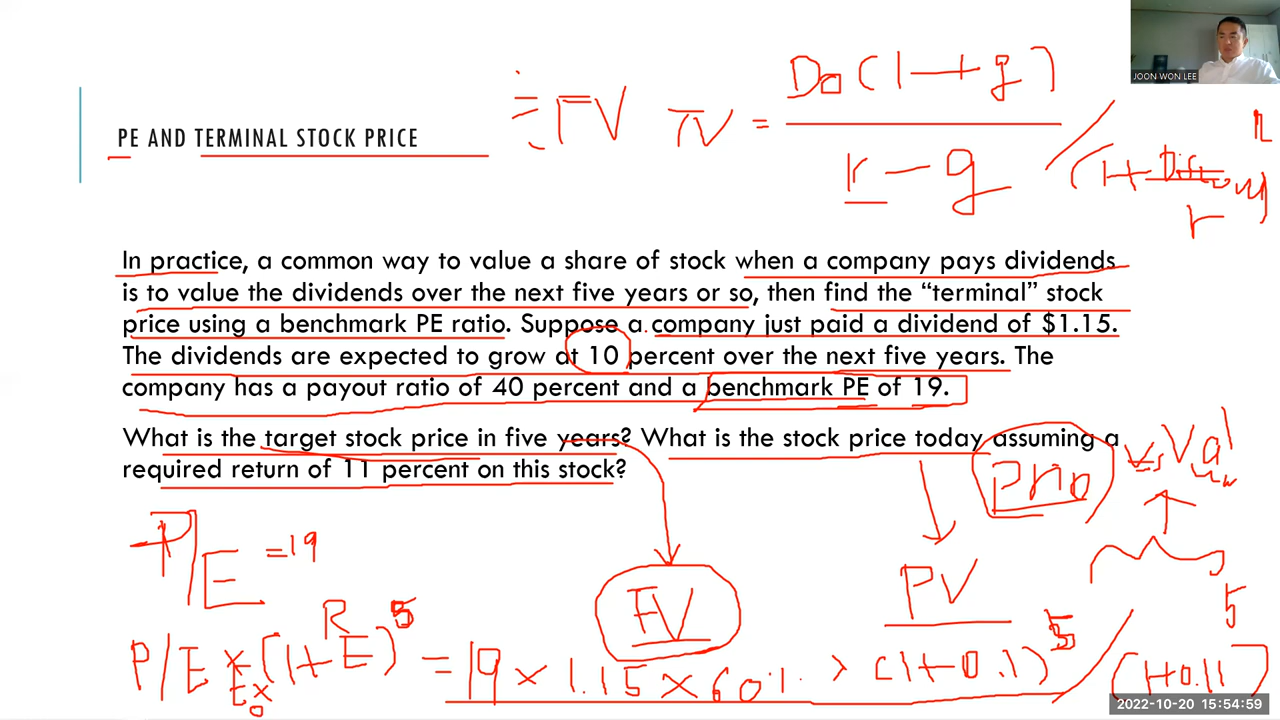 JOON WON LEE
PE AND TERMINAL STOCK PRICE
TV TV = D0(1+g)
r - g
(1+
r
In practice, a common way to value a share of stock when a company pays dividends
is to value the dividends over the next five years or so, then find the “terminal” stock
price using a benchmark PE ratio. Suppose a company just paid a dividend of $1.15.
The dividends are expected to grow at 10 percent over the next five years. The
company has a payout ratio of 40 percent and a benchmark PE of 19.
What is the target stock price in five years? What is the stock price today assuming a
required return of 11 percent on this stock?
vs Val
P/E =19
FV
PV
5
P/E x E0 x (1+ R E)^5 = 19 x 1.15 x 60% (1+0.1)^5 / (1+0.11)
2022-10-20 15:54:59